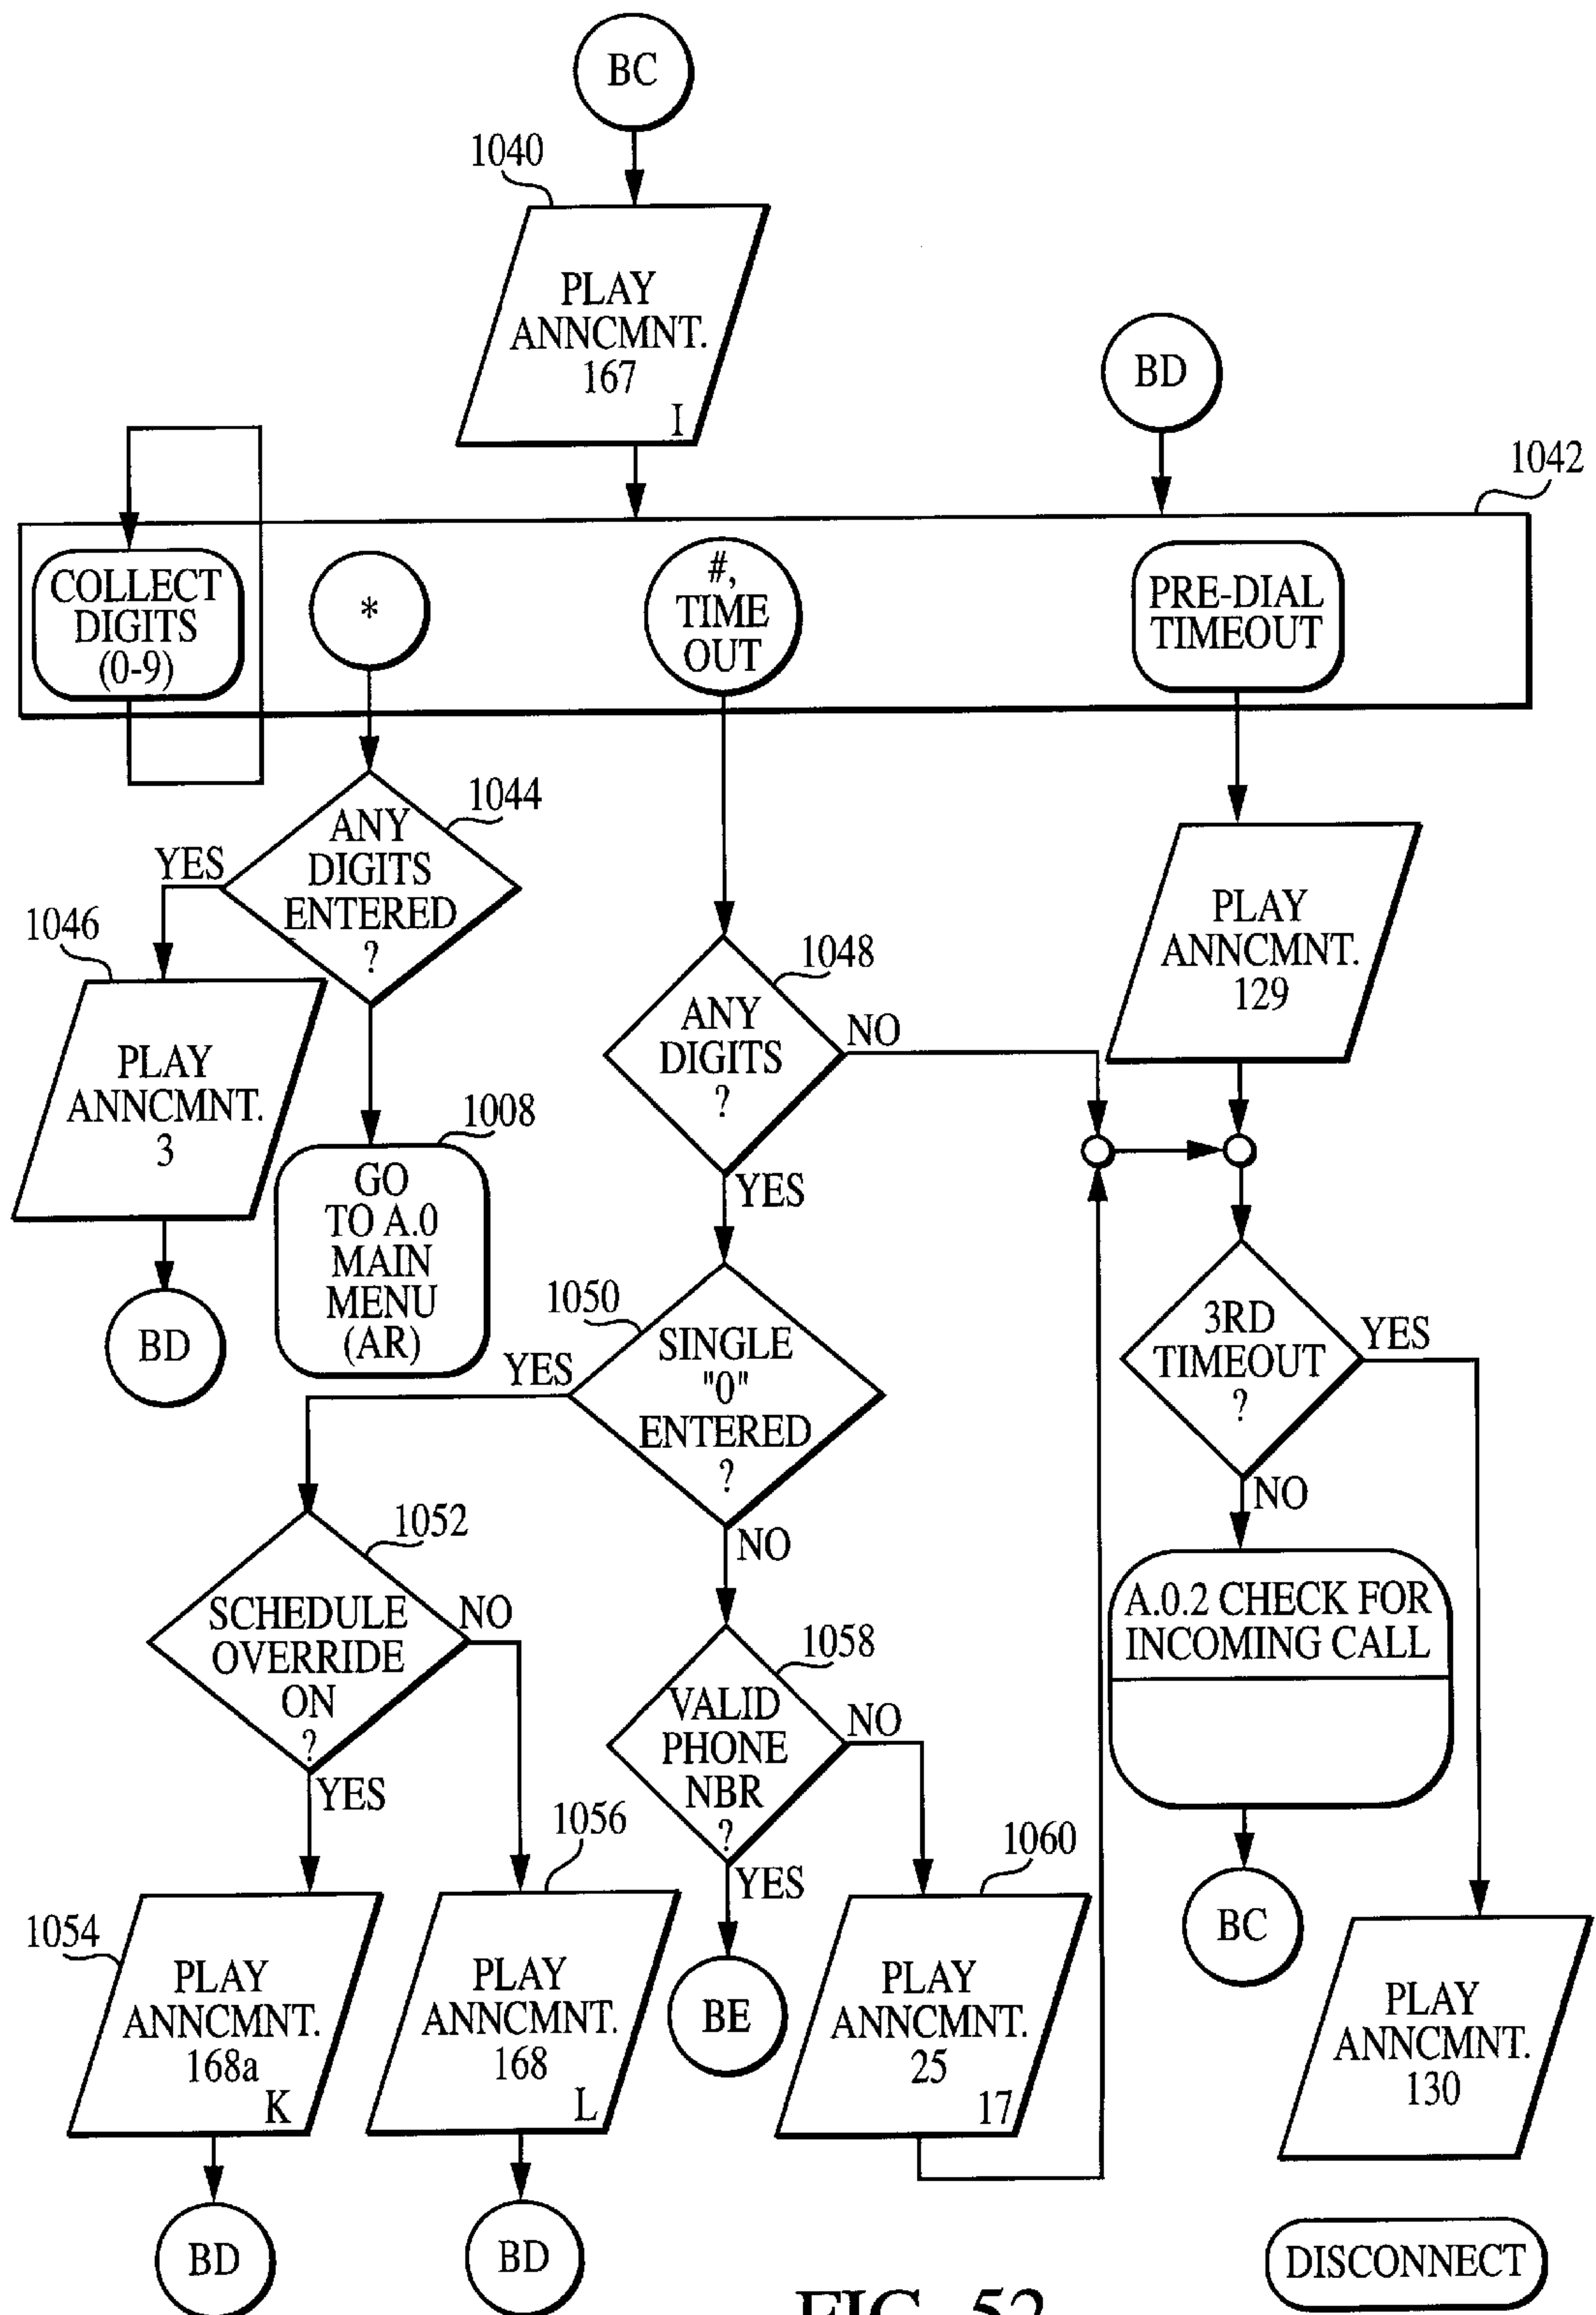 BC
1040
PLAY
ANNCMNT.
167
I
BD
1042
COLLECT
DIGITS
(0-9)
*
#,
TIME
OUT
PRE-DIAL
TIMEOUT
1044
ANY
DIGITS
ENTERED
?
YES
1046
PLAY
ANNCMNT.
3
BD
1008
GO
TO A.0
MAIN
MENU
(AR)
1048
ANY
DIGITS
?
NO
YES
PLAY
ANNCMNT.
129
1050
SINGLE
"0"
ENTERED
?
YES
NO
3RD
TIMEOUT
?
YES
NO
1052
SCHEDULE
OVERRIDE
ON
?
NO
YES
1058
VALID
PHONE
NBR
?
NO
YES
A.0.2 CHECK FOR
INCOMING CALL
BC
1054
PLAY
ANNCMNT.
168a
K
BD
1056
PLAY
ANNCMNT.
168
L
BD
BE
1060
PLAY
ANNCMNT.
25
17
PLAY
ANNCMNT.
130
DISCONNECT
FIG. 52